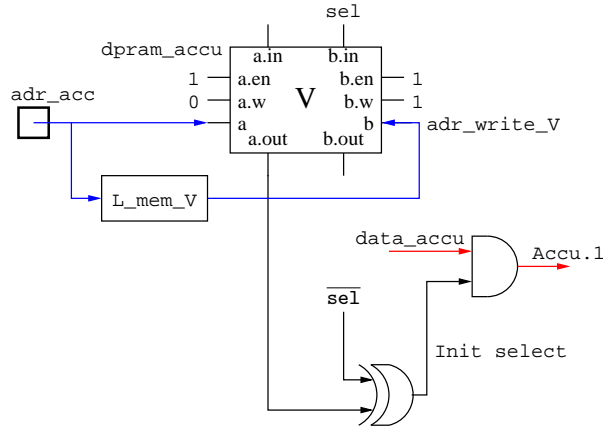 sel
dpram_accu
a.in b.in
1 a.en b.en 1
adr_acc
0 a.w V b.w 1
a b
adr_write_V
a.out b.out
L_mem_V
data_accu
Accu.1
sel
Init select